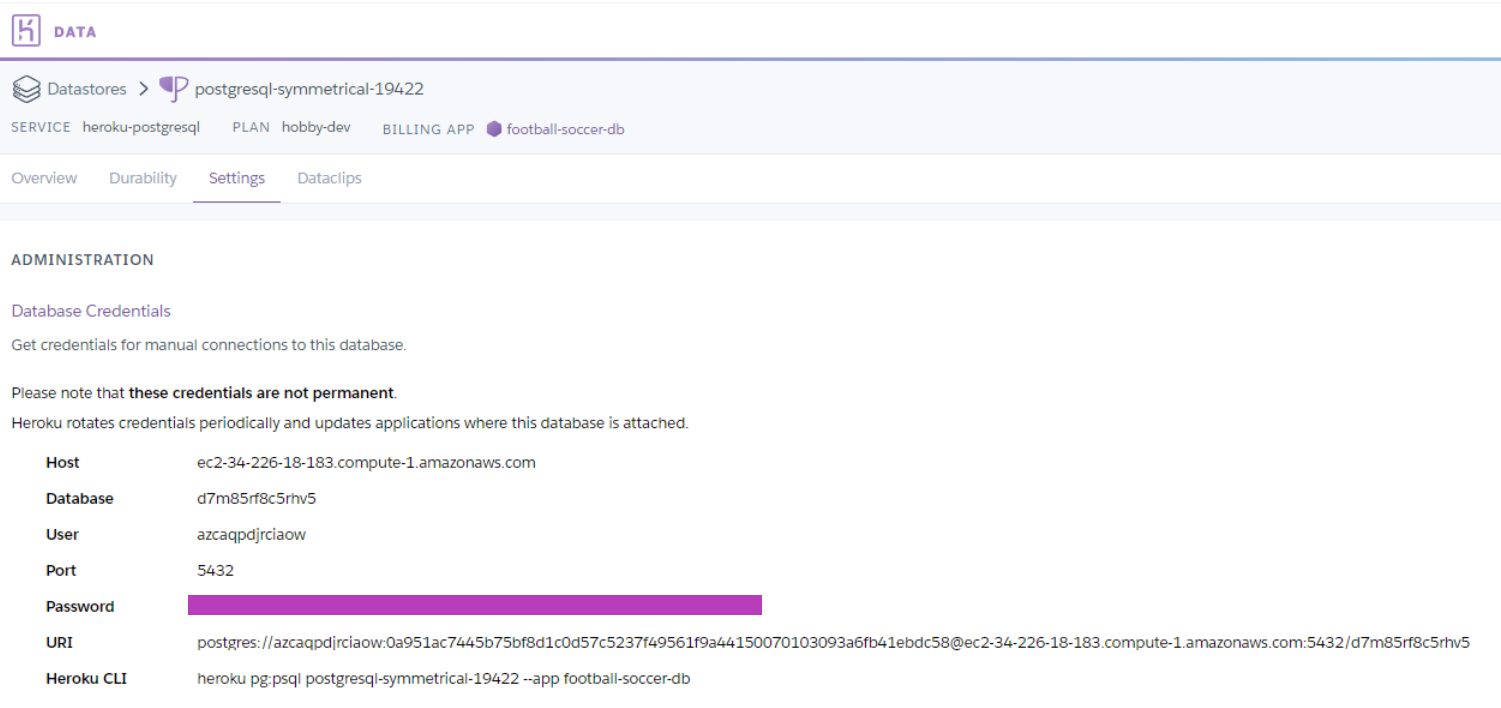 DATA
Datastores > postgresql-symmetrical-19422
SERVICE heroku-postgresql PLAN hobby-dev BILLING APP football-soccer-db
Overview Durability Settings Dataclips
ADMINISTRATION
Database Credentials
Get credentials for manual connections to this database.
Please note that these credentials are not permanent.
Heroku rotates credentials periodically and updates applications where this database is attached.
Host ec2-34-226-18-183.compute-1.amazonaws.com
Database d7m85rf8c5rhv5
User azcaqpdjrciaow
Port 5432
Password
URI postgres://azcaqpdjrciaow:0a951ac7445b75bf8d1c0d57c5237f49561f9a44150070103093a6fb41ebdc58@ec2-34-226-18-183.compute-1.amazonaws.com:5432/d7m85rf8c5rhv5
Heroku CLI heroku pg:psql postgresql-symmetrical-19422 --app football-soccer-db